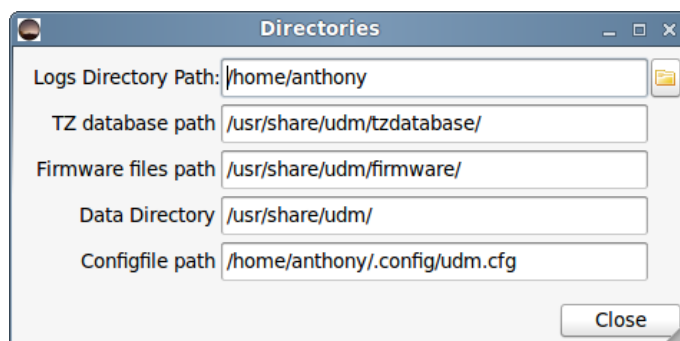 Directories
Logs Directory Path: /home/anthony
TZ database path /usr/share/udm/tzdatabase/
Firmware files path /usr/share/udm/firmware/
Data Directory /usr/share/udm/
Configfile path /home/anthony/.config/udm.cfg
Close